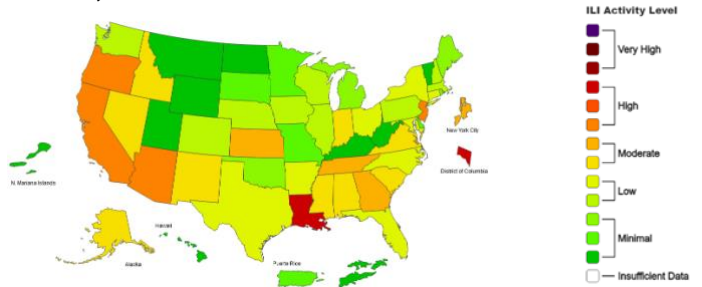 ILI Activity Level
Very High
High
Moderate
Low
Minimal
Insufficient Data
New York City
District of Columbia
N. Mariana Islands
Hawaii
Alaska
Puerto Rico